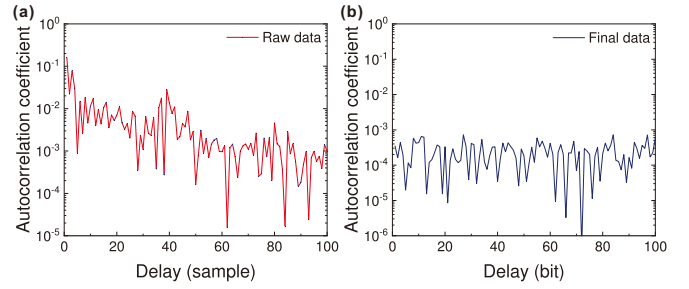 (a)
Raw data
Autocorrelation coefficient
10^0
10^-1
10^-2
10^-3
10^-4
10^-5
0 20 40 60 80 100
Delay (sample)
(b)
Final data
Autocorrelation coefficient
10^0
10^-1
10^-2
10^-3
10^-4
10^-5
10^-6
0 20 40 60 80 100
Delay (bit)